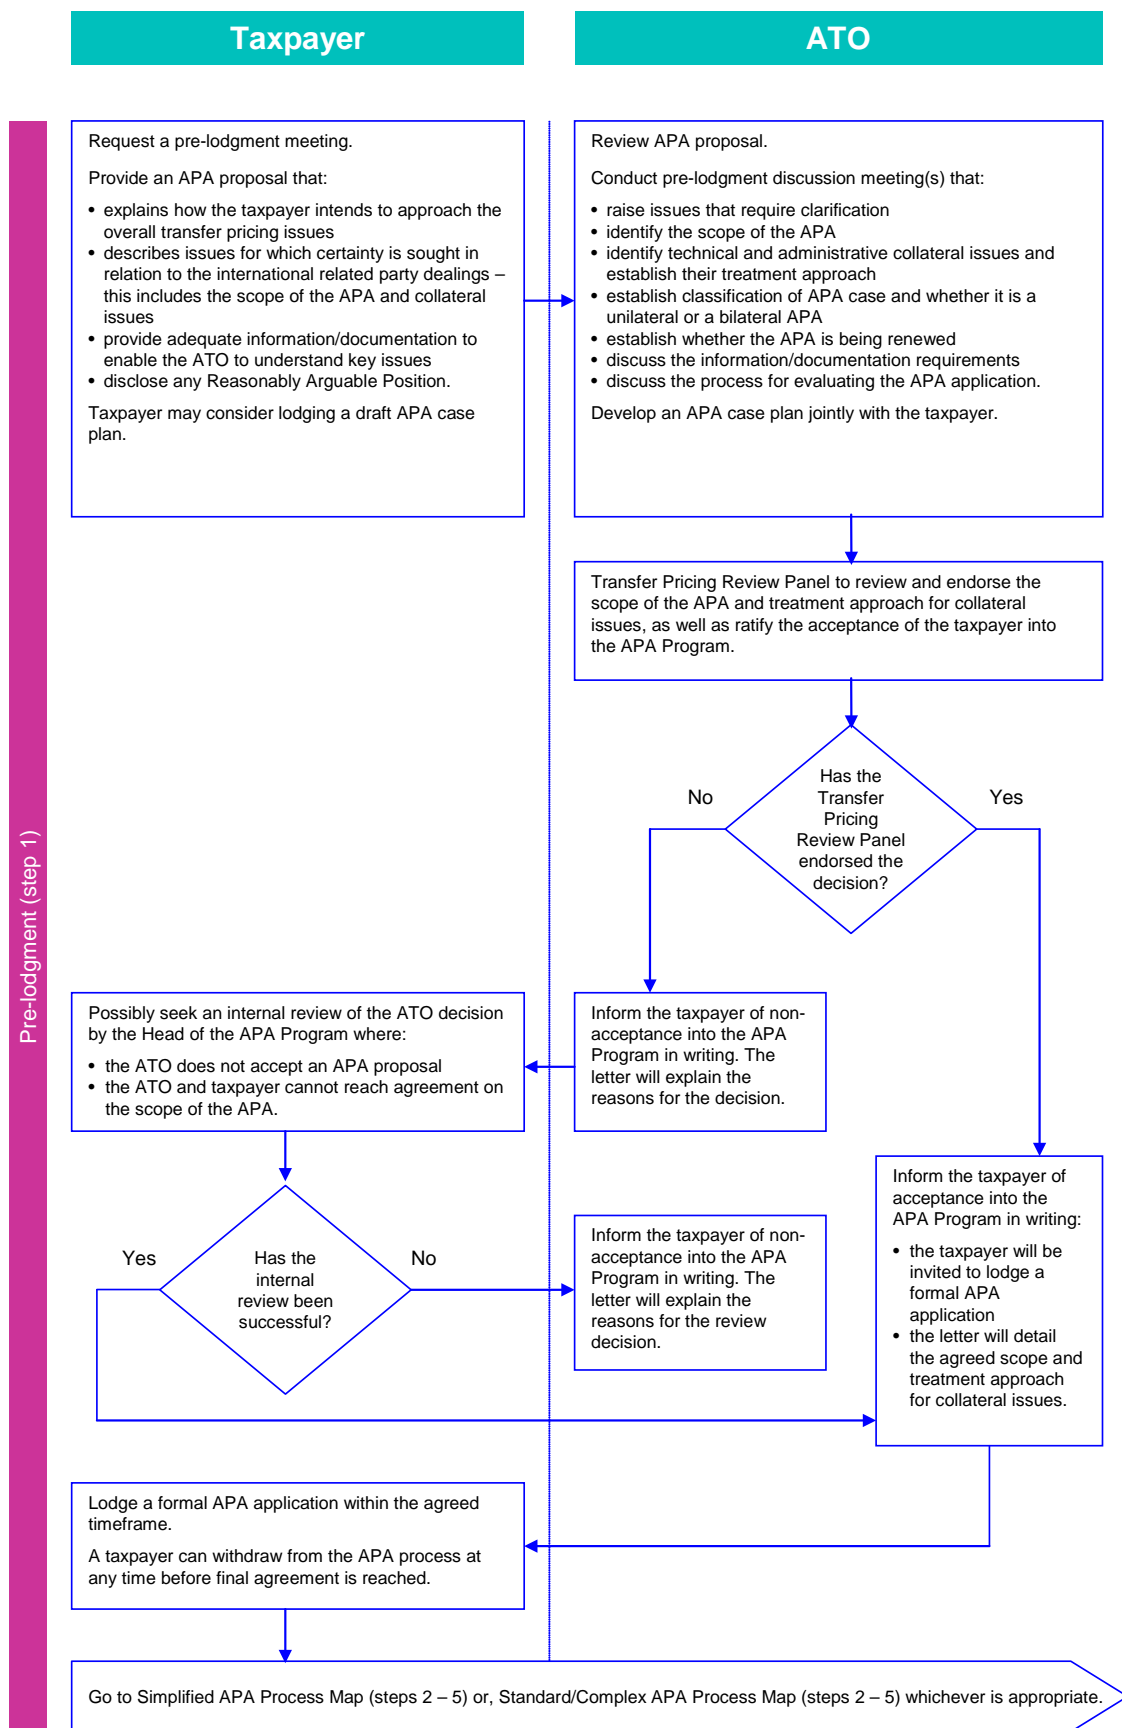 Taxpayer
ATO
Pre-lodgment (step 1)
Request a pre-lodgment meeting.
Provide an APA proposal that:
• explains how the taxpayer intends to approach the
overall transfer pricing issues
• describes issues for which certainty is sought in
relation to the international related party dealings –
this includes the scope of the APA and collateral
issues
• provide adequate information/documentation to
enable the ATO to understand key issues
• disclose any Reasonably Arguable Position.
Taxpayer may consider lodging a draft APA case
plan.
Review APA proposal.
Conduct pre-lodgment discussion meeting(s) that:
• raise issues that require clarification
• identify the scope of the APA
• identify technical and administrative collateral issues and
establish their treatment approach
• establish classification of APA case and whether it is a
unilateral or a bilateral APA
• establish whether the APA is being renewed
• discuss the information/documentation requirements
• discuss the process for evaluating the APA application.
Develop an APA case plan jointly with the taxpayer.
Transfer Pricing Review Panel to review and endorse the
scope of the APA and treatment approach for collateral
issues, as well as ratify the acceptance of the taxpayer into
the APA Program.
Has the
Transfer
Pricing
Review Panel
endorsed the
decision?
No
Yes
Inform the taxpayer of non-
acceptance into the APA
Program in writing. The
letter will explain the
reasons for the decision.
Possibly seek an internal review of the ATO decision
by the Head of the APA Program where:
• the ATO does not accept an APA proposal
• the ATO and taxpayer cannot reach agreement on
the scope of the APA.
Has the
internal
review been
successful?
Yes
No
Inform the taxpayer of non-
acceptance into the APA
Program in writing. The
letter will explain the
reasons for the review
decision.
Inform the taxpayer of
acceptance into the
APA Program in writing:
• the taxpayer will be
invited to lodge a
formal APA
application
• the letter will detail
the agreed scope and
treatment approach
for collateral issues.
Lodge a formal APA application within the agreed
timeframe.
A taxpayer can withdraw from the APA process at
any time before final agreement is reached.
Go to Simplified APA Process Map (steps 2 – 5) or, Standard/Complex APA Process Map (steps 2 – 5) whichever is appropriate.